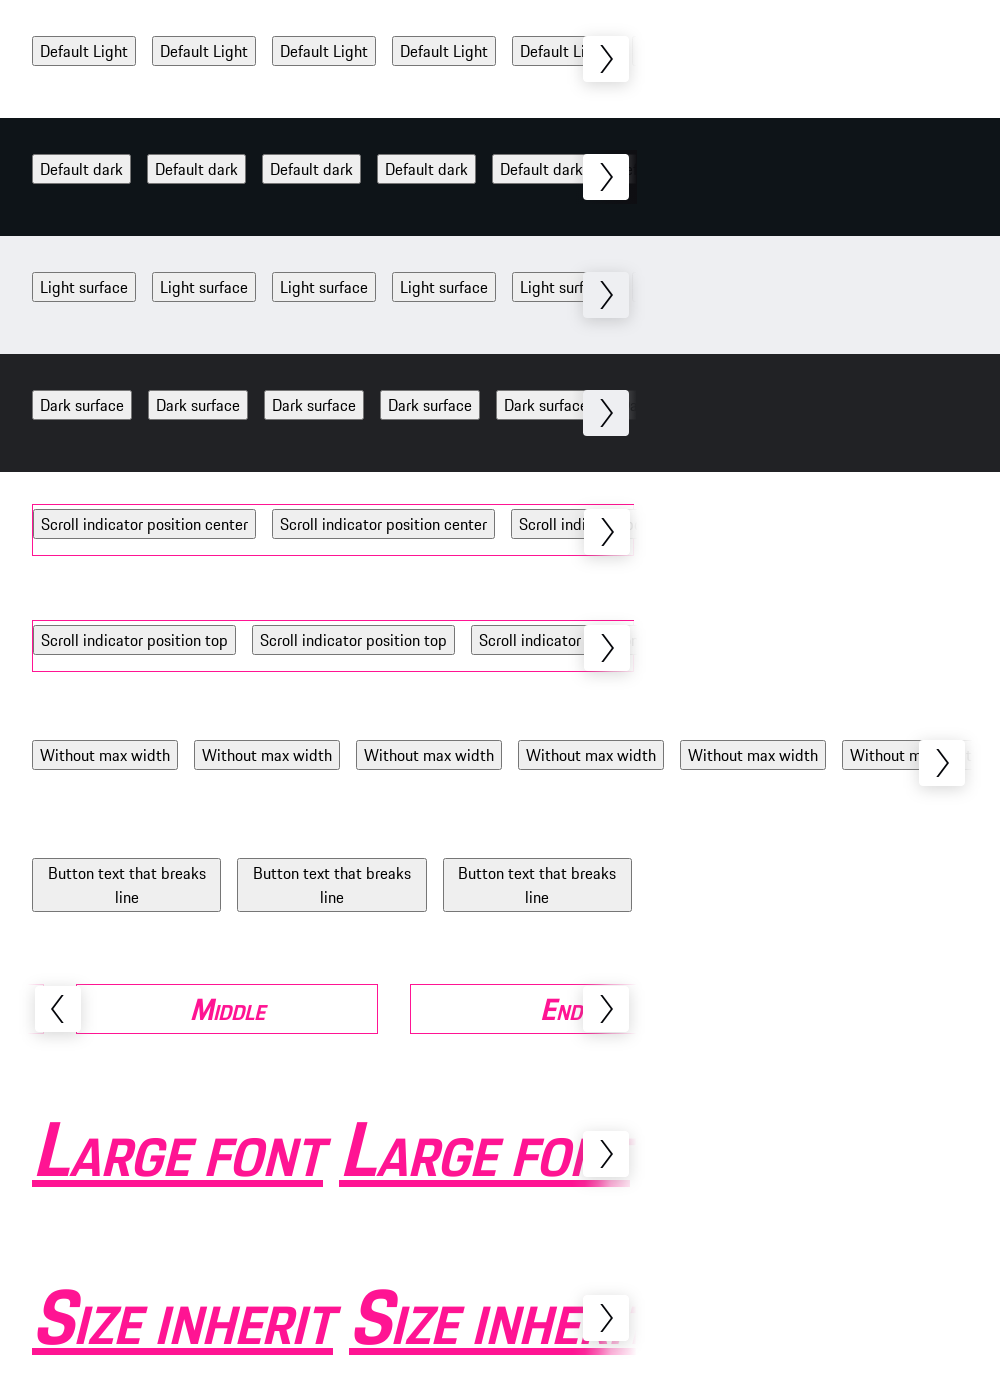 Default Light Default Light Default Light Default Light Default Li
Default dark Default dark Default dark Default dark Default dark
Light surface Light surface Light surface Light surface Light surf
Dark surface Dark surface Dark surface Dark surface Dark surface
Scroll indicator position center Scroll indicator position center Scroll indi
Scroll indicator position top Scroll indicator position top Scroll indicator
Without max width Without max width Without max width Without max width Without max width Without m
Button text that breaks Button text that breaks Button text that breaks
line line line
Middle End
Large font Large fon
Size inherit Size inherit